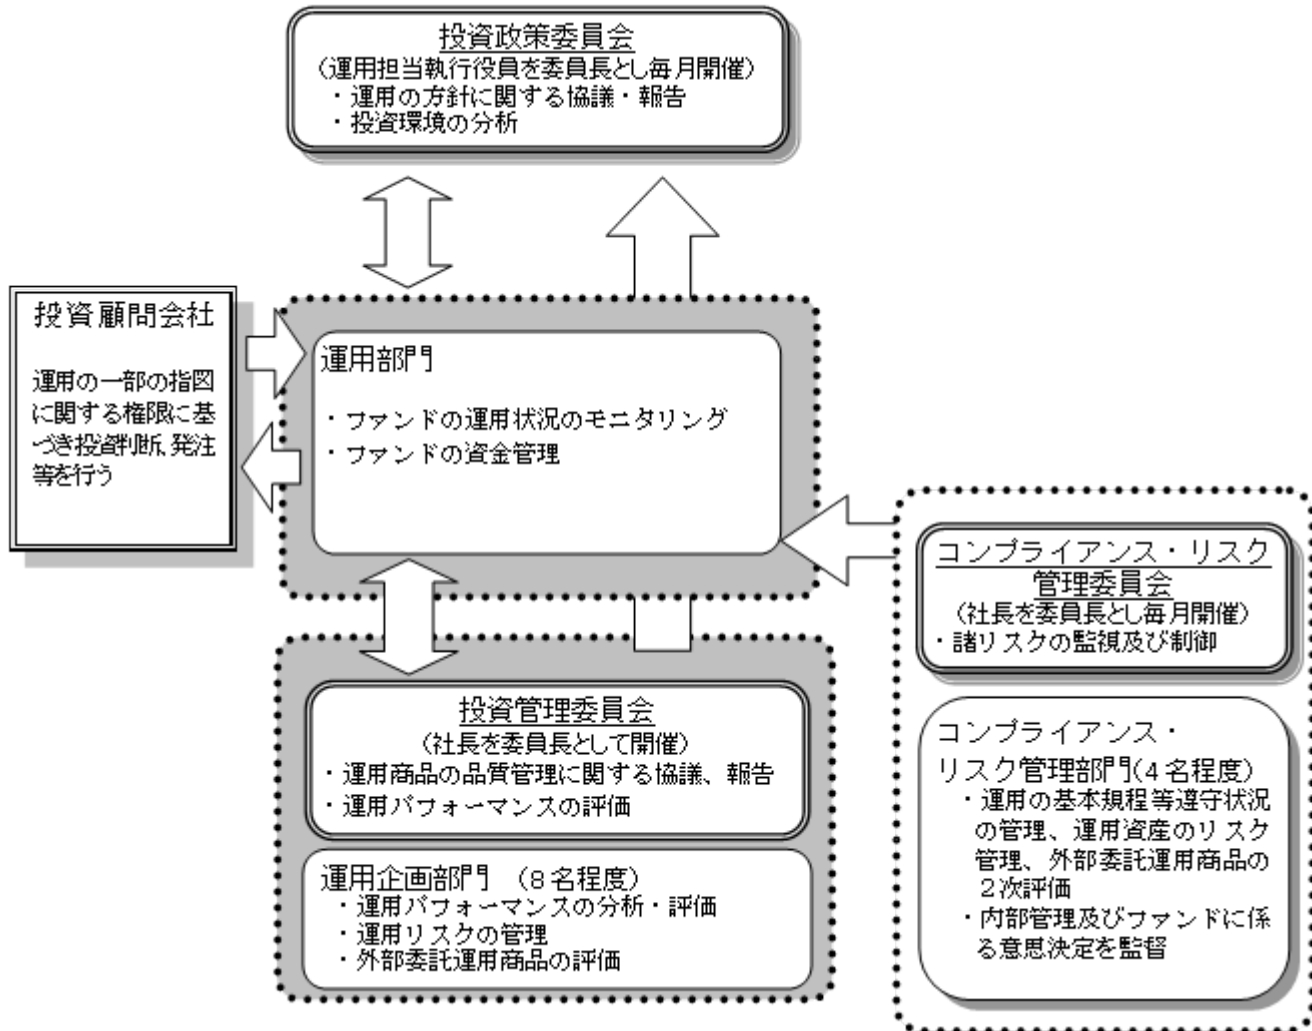 投資政策委員会
(運用担当執行役員を委員長とし毎月開催)
・運用の方針に関する協議・報告
・投資環境の分析
投資顧問会社
運用の一部の指図
に関する権限に基
づき投資判断、発注
等を行う
運用部門
・ファンドの運用状況のモニタリング
・ファンドの資金管理
コンプライアンス・リスク
管理委員会
(社長を委員長とし毎月開催)
・諸リスクの監視及び制御
投資管理委員会
(社長を委員長として開催)
・運用商品の品質管理に関する協議、報告
・運用パフォーマンスの評価
運用企画部門 (8名程度)
・運用パフォーマンスの分析・評価
・運用リスクの管理
・外部委託運用商品の評価
コンプライアンス・
リスク管理部門(4名程度)
・運用の基本規程等遵守状況
の管理、運用資産のリスク
管理、外部委託運用商品の
2次評価
・内部管理及びファンドに係
る意思決定を監督